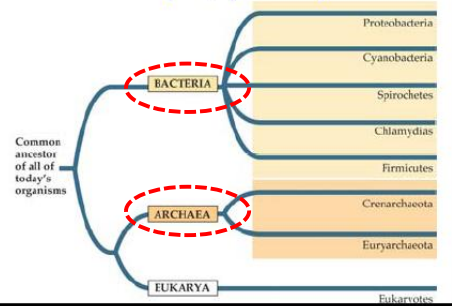 Proteobacteria
Cyanobacteria
BACTERIA
Spirochetes
Chlamydias
Common
ancestor
of all of
today's
organisms
Firmicutes
Crenarchaeota
ARCHAEA
Euryarchaeota
EUKARYA
Eukaryotes